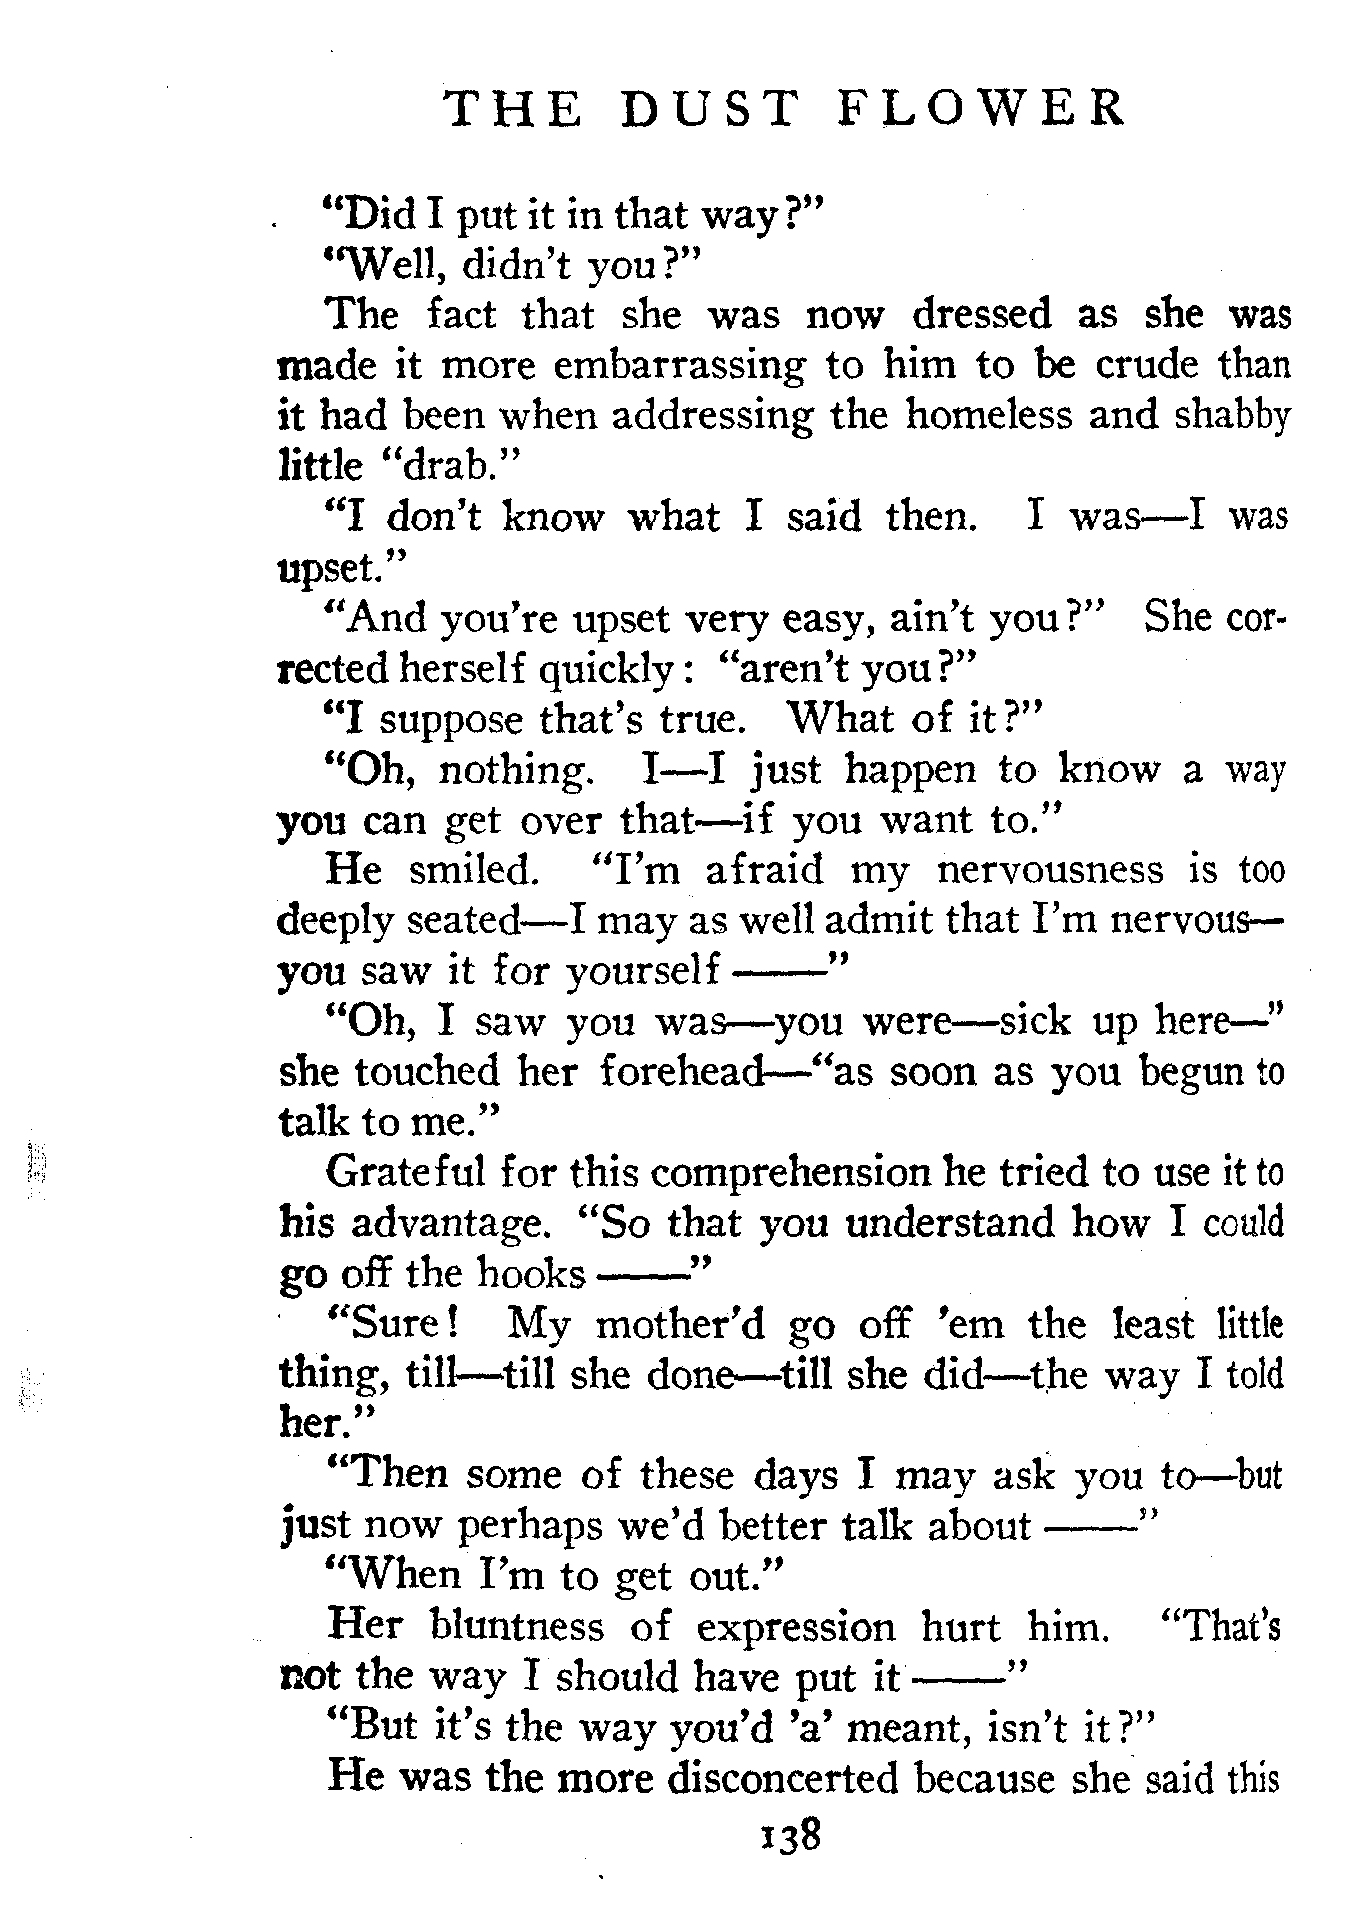 THE DUST FLOWER
“Did I put it in that way?”
“Well, didn't you?”
The fact that she was now dressed as she was
made it more embarrassing to him to be crude than
it had been when addressing the homeless and shabby
little “drab.”
“I don't know what I said then. I was—I was
upset.”
“And you're upset very easy, ain't you?” She cor-
rected herself quickly: “aren't you?”
“I suppose that's true. What of it?”
“Oh, nothing. I—I just happen to know a way
you can get over that—if you want to.”
He smiled. “I'm afraid my nervousness is too
deeply seated—I may as well admit that I'm nervous—
you saw it for yourself ——”
“Oh, I saw you was—you were—sick up here—”
she touched her forehead—“as soon as you begun to
talk to me.”
Grateful for this comprehension he tried to use it to
his advantage. “So that you understand how I could
go off the hooks ——”
“Sure! My mother'd go off 'em the least little
thing, till—till she done—till she did—the way I told
her.”
“Then some of these days I may ask you to—but
just now perhaps we'd better talk about ——”
“When I'm to get out.”
Her bluntness of expression hurt him. “That's
not the way I should have put it ——”
“But it's the way you'd 'a' meant, isn't it?”
He was the more disconcerted because she said this
138